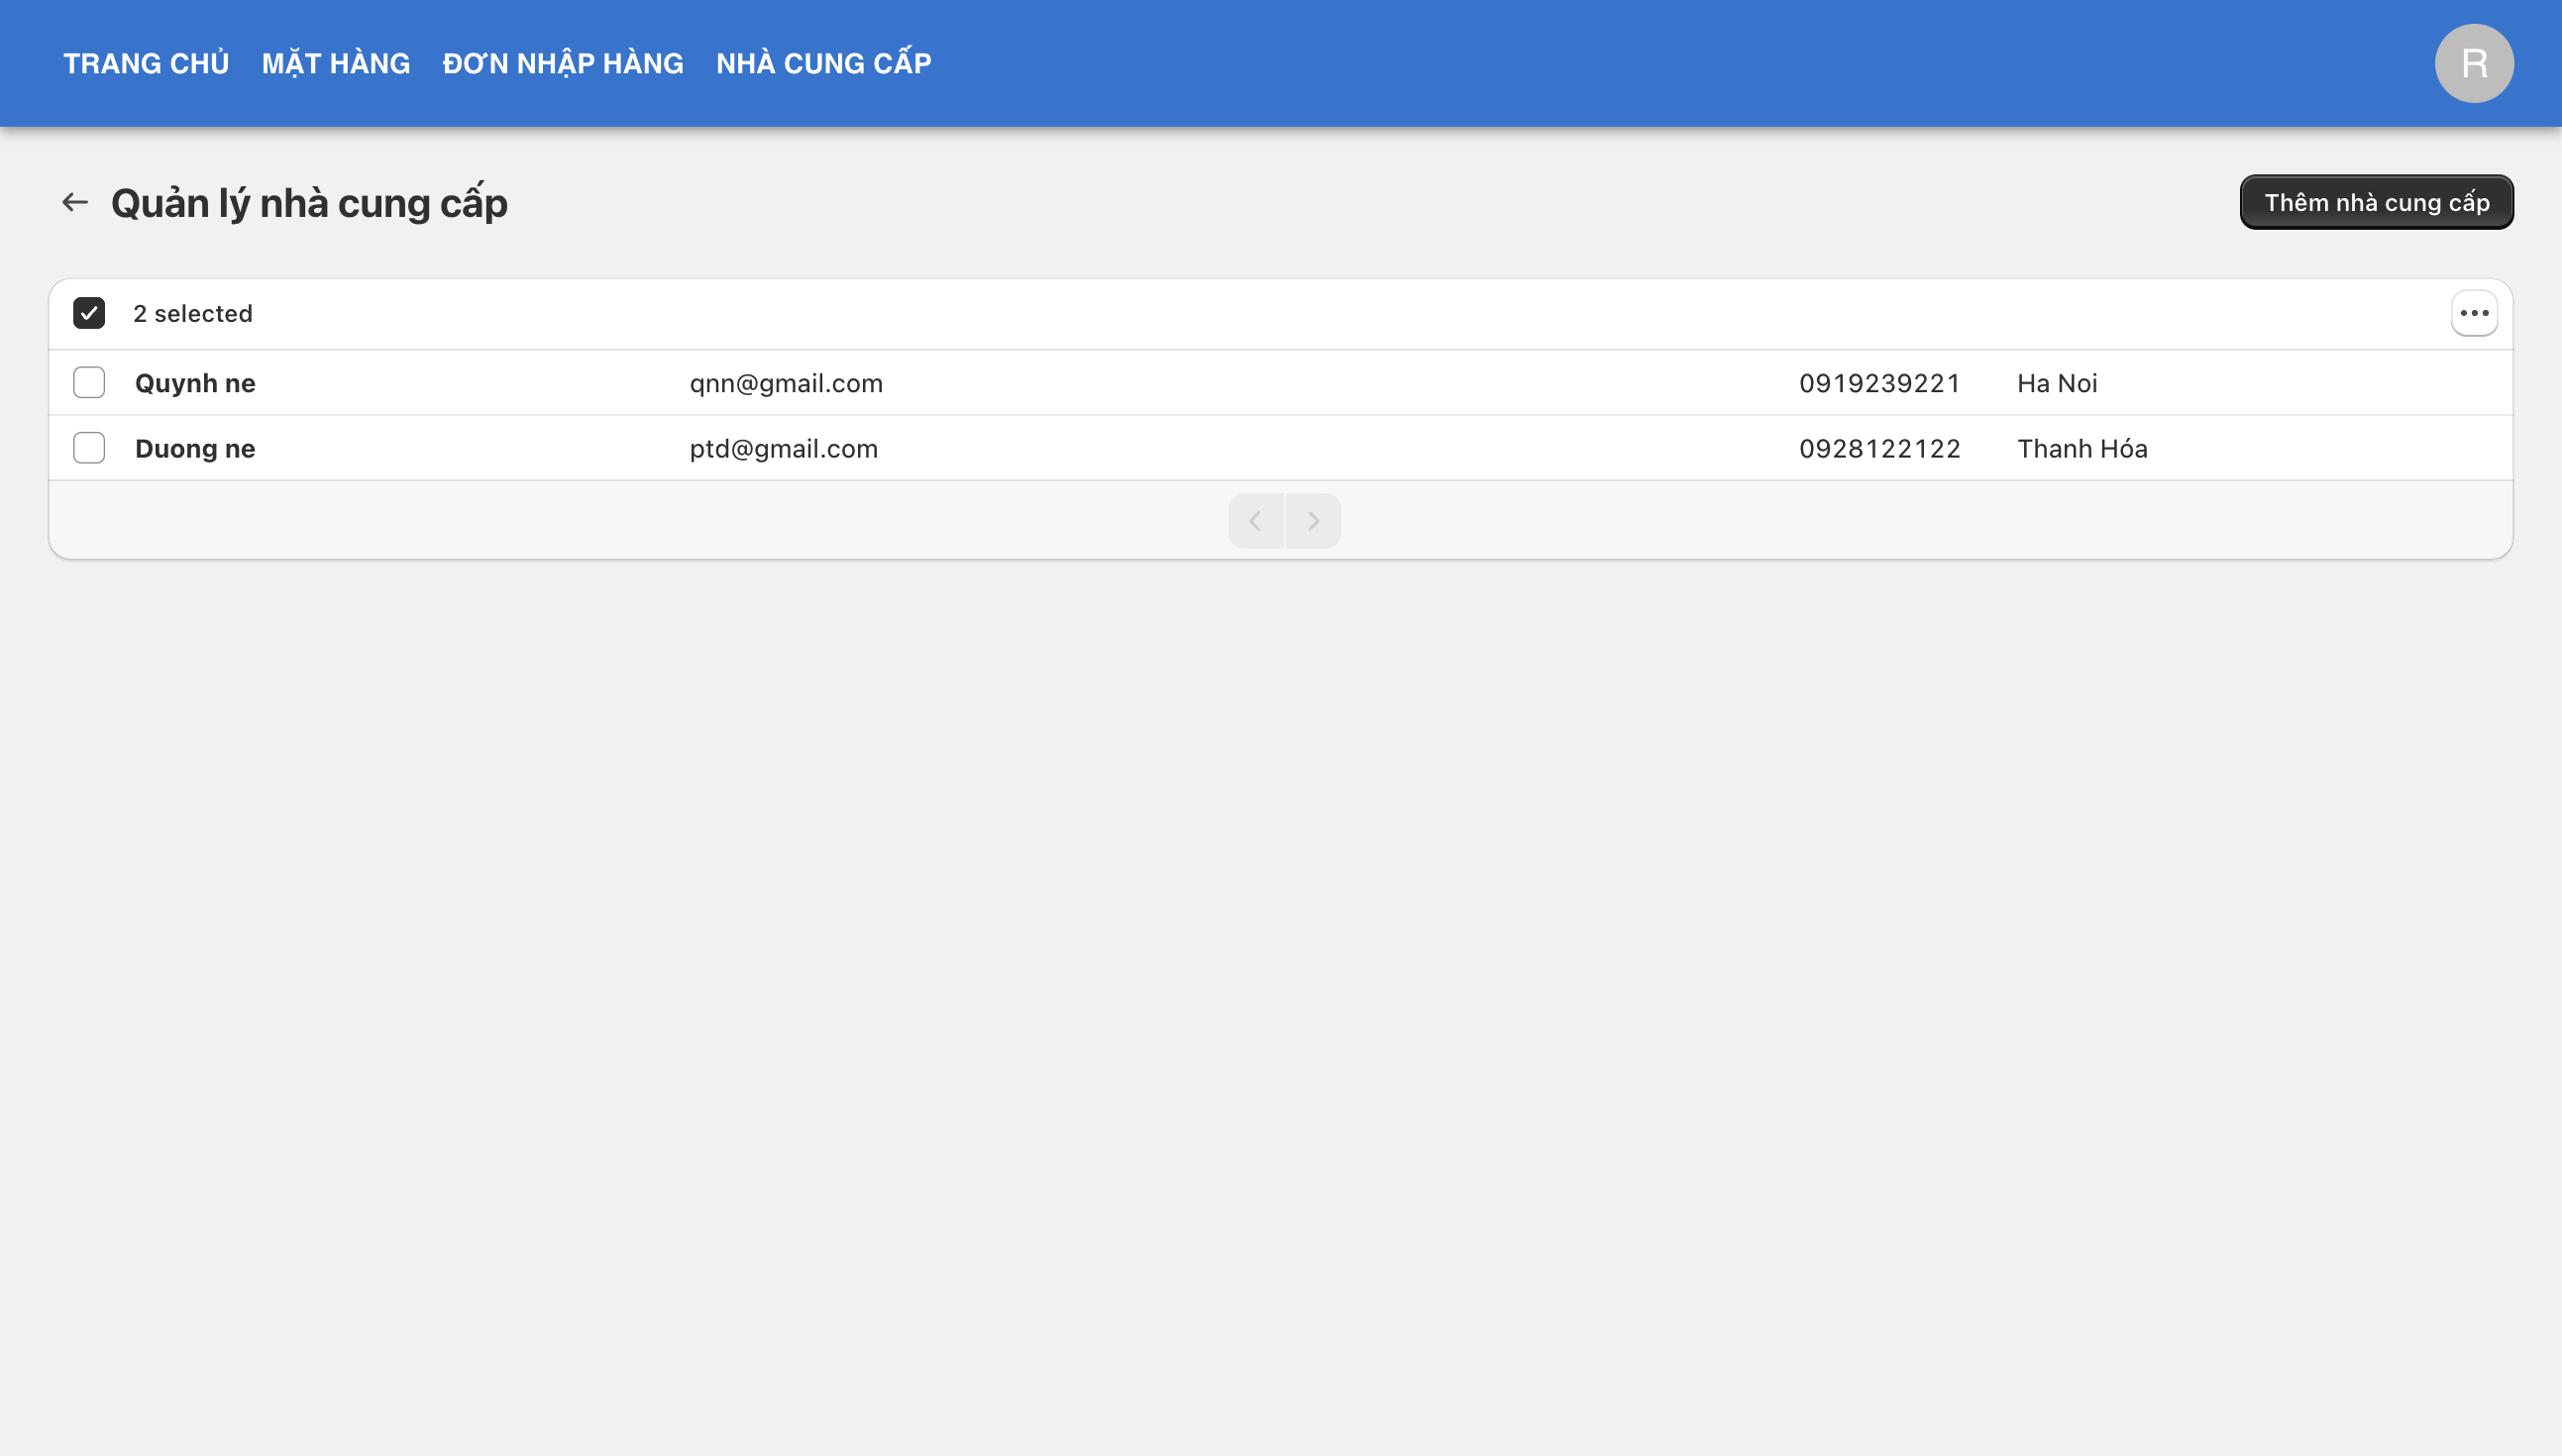 TRANG CHỦ MẶT HÀNG ĐƠN NHẬP HÀNG NHÀ CUNG CẤP R
Quản lý nhà cung cấp Thêm nhà cung cấp
2 selected
Quynh ne qnn@gmail.com 0919239221 Ha Noi
Duong ne ptd@gmail.com 0928122122 Thanh Hóa